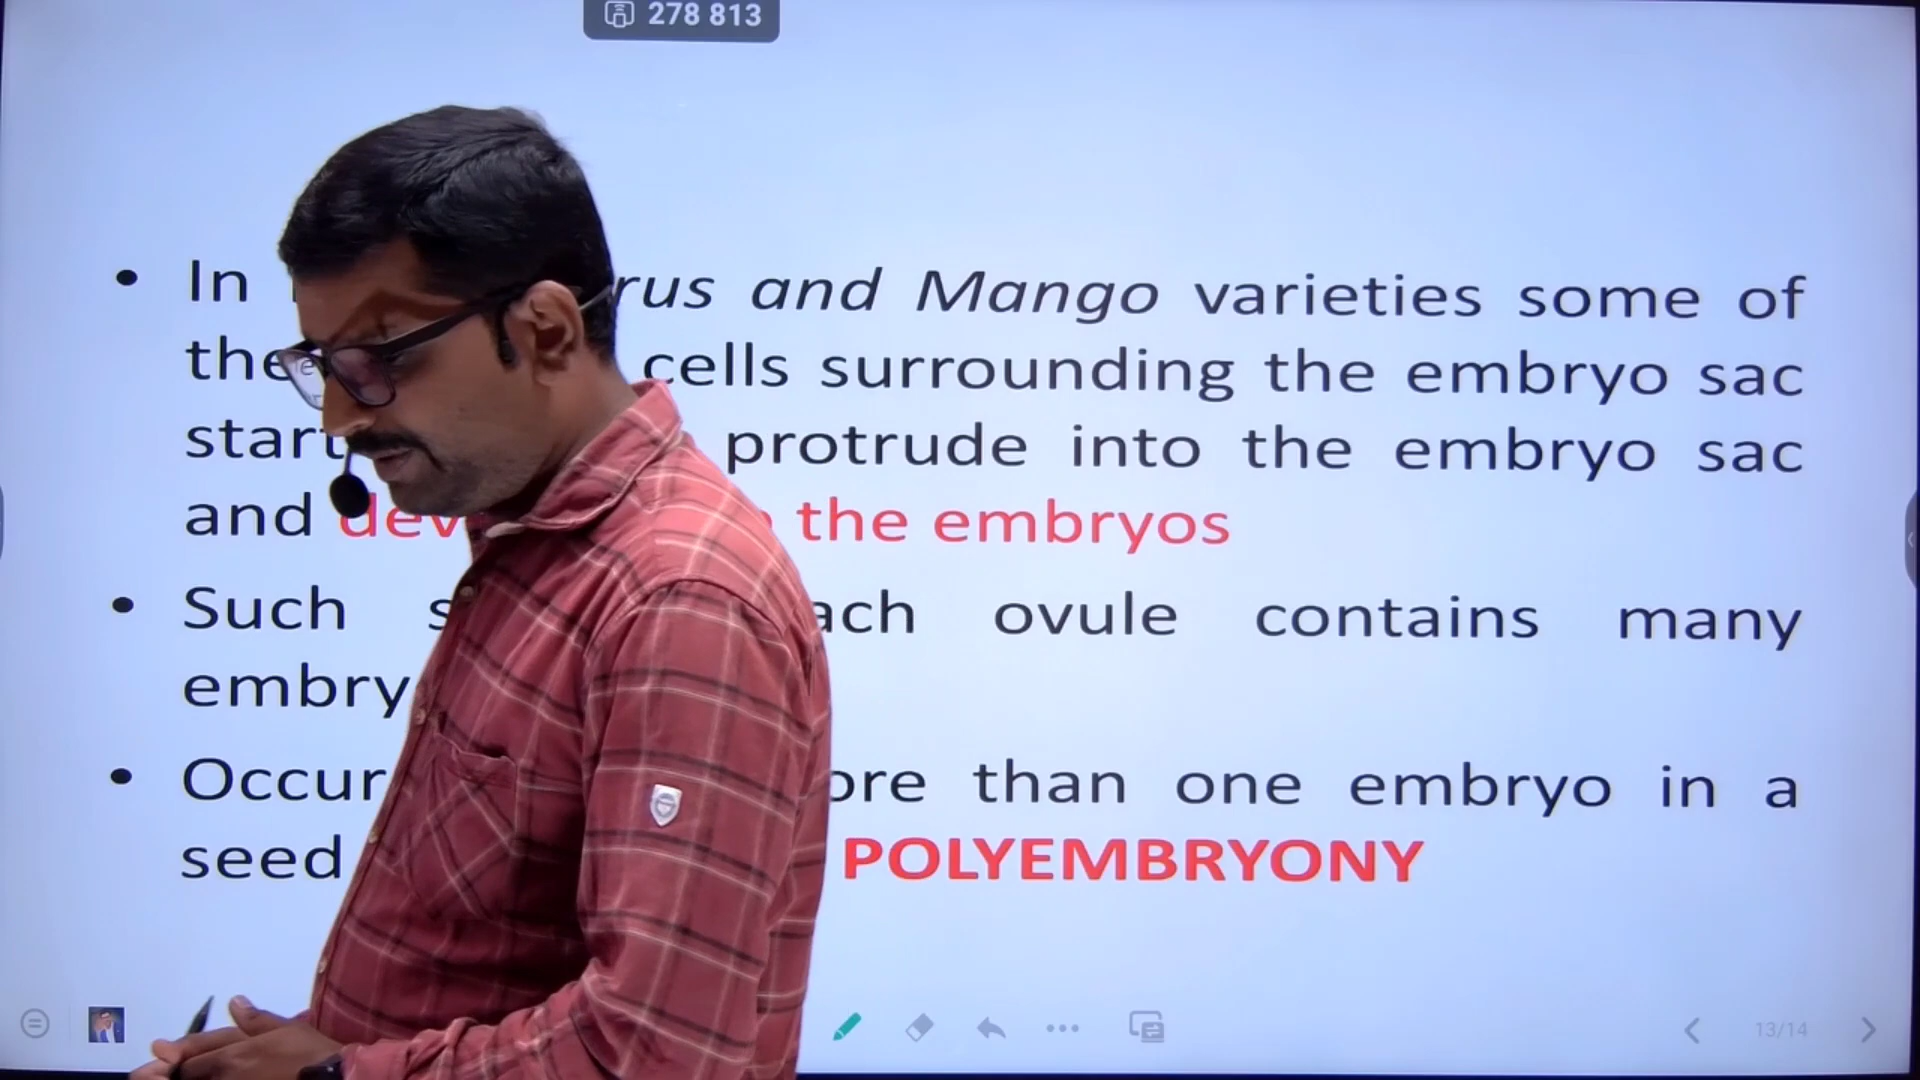 278 813
In rus and Mango varieties some of
the cells surrounding the embryo sac
start protrude into the embryo sac
and dev the embryos
Such s ach ovule contains many
embry
Occur ore than one embryo in a
seed POLYEMBRYONY
13/14